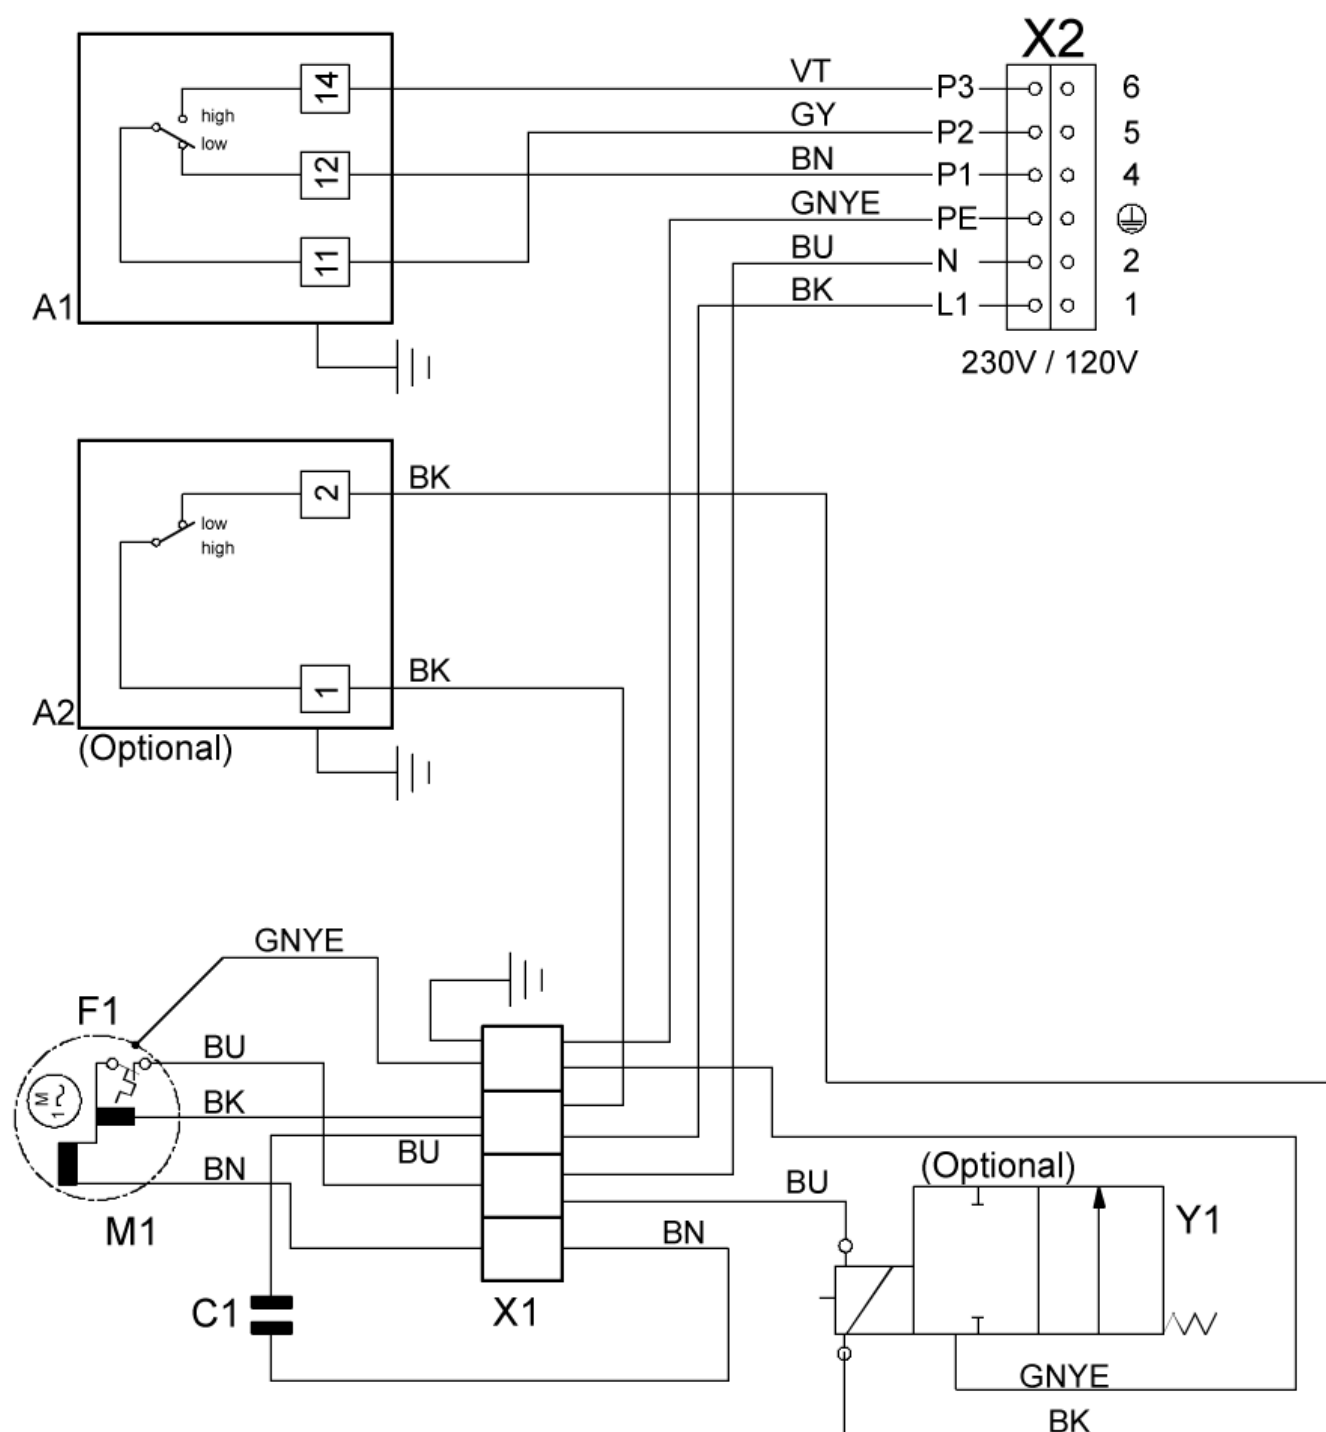 X2
14
VT
P3
6
high
GY
P2
5
low
BN
P1
4
12
GNYE
PE
BU
N
2
11
BK
L1
1
A1
230V / 120V
2
BK
low
high
1
BK
A2
(Optional)
GNYE
F1
BU
M
1
BK
BU
(Optional)
BN
BU
M1
BN
Y1
C1
X1
GNYE
BK